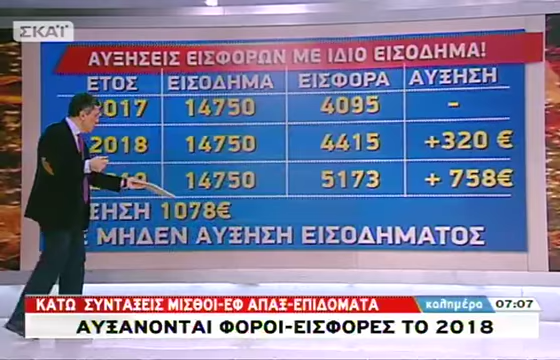 ΣΚΑΪ
ΑΥΞΗΣΕΙΣ ΕΙΣΦΟΡΩΝ ΜΕ ΙΔΙΟ ΕΙΣΟΔΗΜΑ!
ΕΤΟΣ ΕΙΣΟΔΗΜΑ ΕΙΣΦΟΡΑ ΑΥΞΗΣΗ
2017 14750 4095 -
2018 14750 4415 +320 €
14750 5173 + 758€
1078€
ΜΗΔΕΝ ΑΥΞΗΣΗ ΕΙΣΟΔΗΜΑΤΟΣ
ΚΑΤΩ ΣΥΝΤΑΞΕΙΣ ΜΙΣΘΟΙ-ΕΦ ΑΠΑΞ-ΕΠΙΔΟΜΑΤΑ καλημέρα 07:07
ΑΥΞΑΝΟΝΤΑΙ ΦΟΡΟΙ-ΕΙΣΦΟΡΕΣ ΤΟ 2018